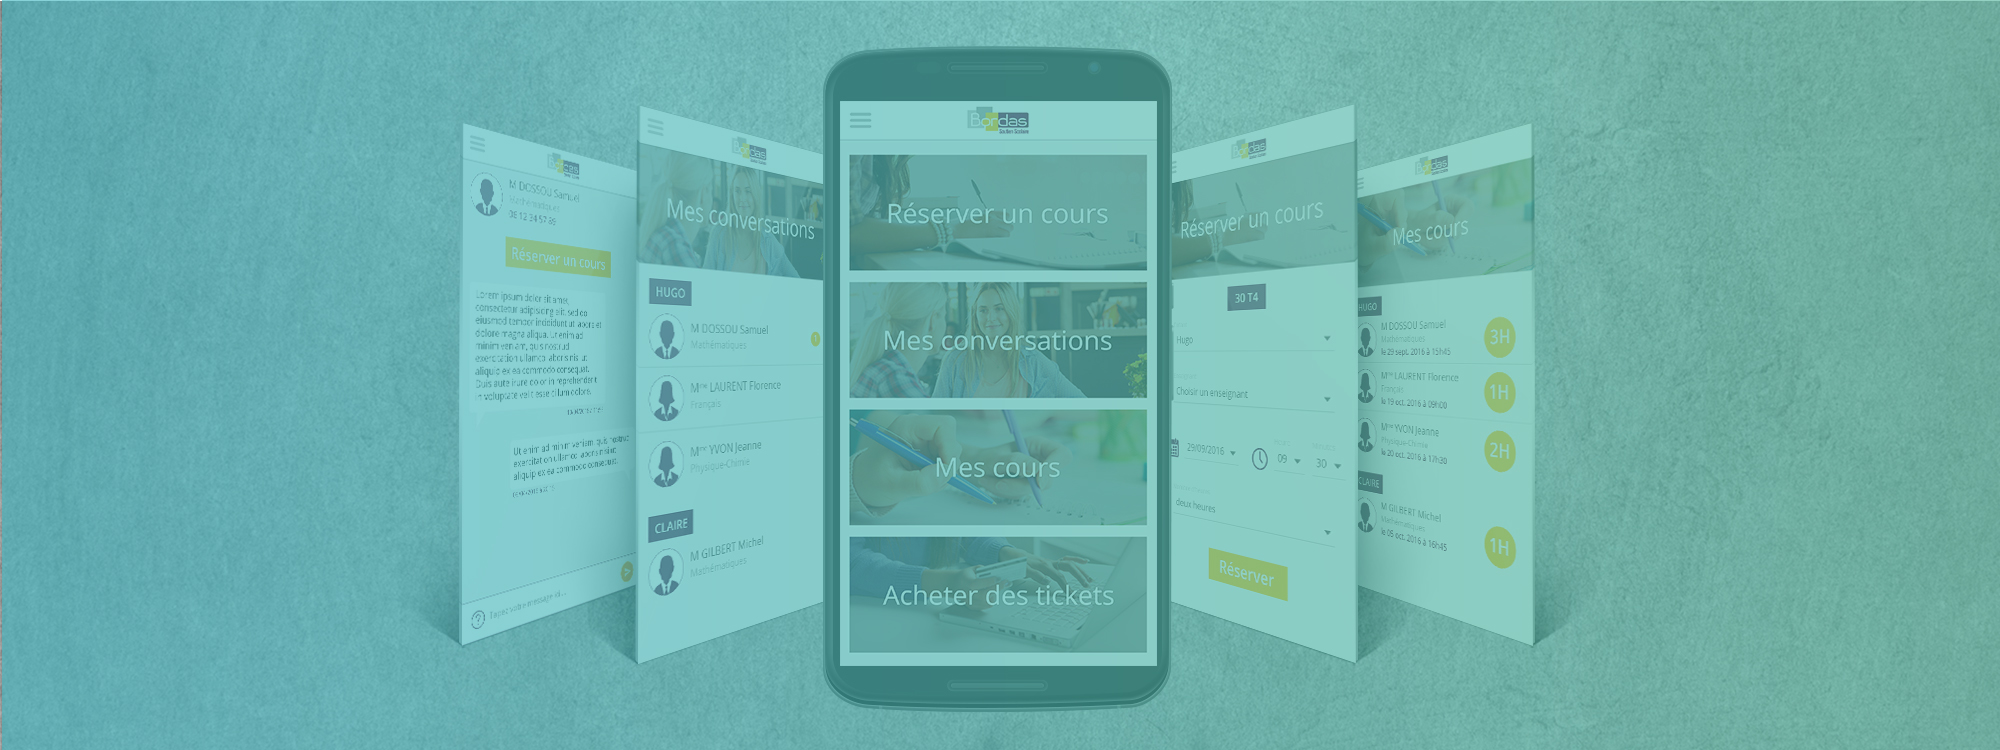 Bordas
Soutien Scolaire
M DOSSOU Samuel
Mathématiques
06 12 34 57 89
Réserver un cours
Lorem ipsum dolor sit amet,
consectetur adipisicing elit, sed do
eiusmod tempor incididunt ut labore et
dolore magna aliqua. Ut enim ad
minim veniam, quis nostrud
exercitation ullamco laboris nisi ut
aliquip ex ea commodo consequat.
Duis aute irure dolor in reprehenderit
in voluptate velit esse cillum dolore.
Ut enim ad minim veniam, quis nostrud
exercitation ullamco laboris nisi ut
aliquip ex ea commodo consequat.
Tapez votre message ici...
Bordas
Mes conversations
HUGO
M DOSSOU Samuel
Mathématiques
1
Mme LAURENT Florence
Français
Mme YVON Jeanne
Physique-Chimie
CLAIRE
M GILBERT Michel
Mathématiques
Bordas
Soutien Scolaire
Réserver un cours
Mes conversations
Mes cours
Acheter des tickets
Bordas
Réserver un cours
30 T4
Hugo
Choisir un enseignant
29/09/2016
09
30
deux heures
Réserver
Bordas
Mes cours
HUGO
M DOSSOU Samuel
Mathématiques
le 29 sept. 2016 à 15h45
3H
Mme LAURENT Florence
Français
le 19 oct. 2016 à 09h00
1H
Mme YVON Jeanne
Physique-Chimie
le 20 oct. 2016 à 17h30
2H
CLAIRE
M GILBERT Michel
Mathématiques
le 05 oct. 2016 à 16h45
1H